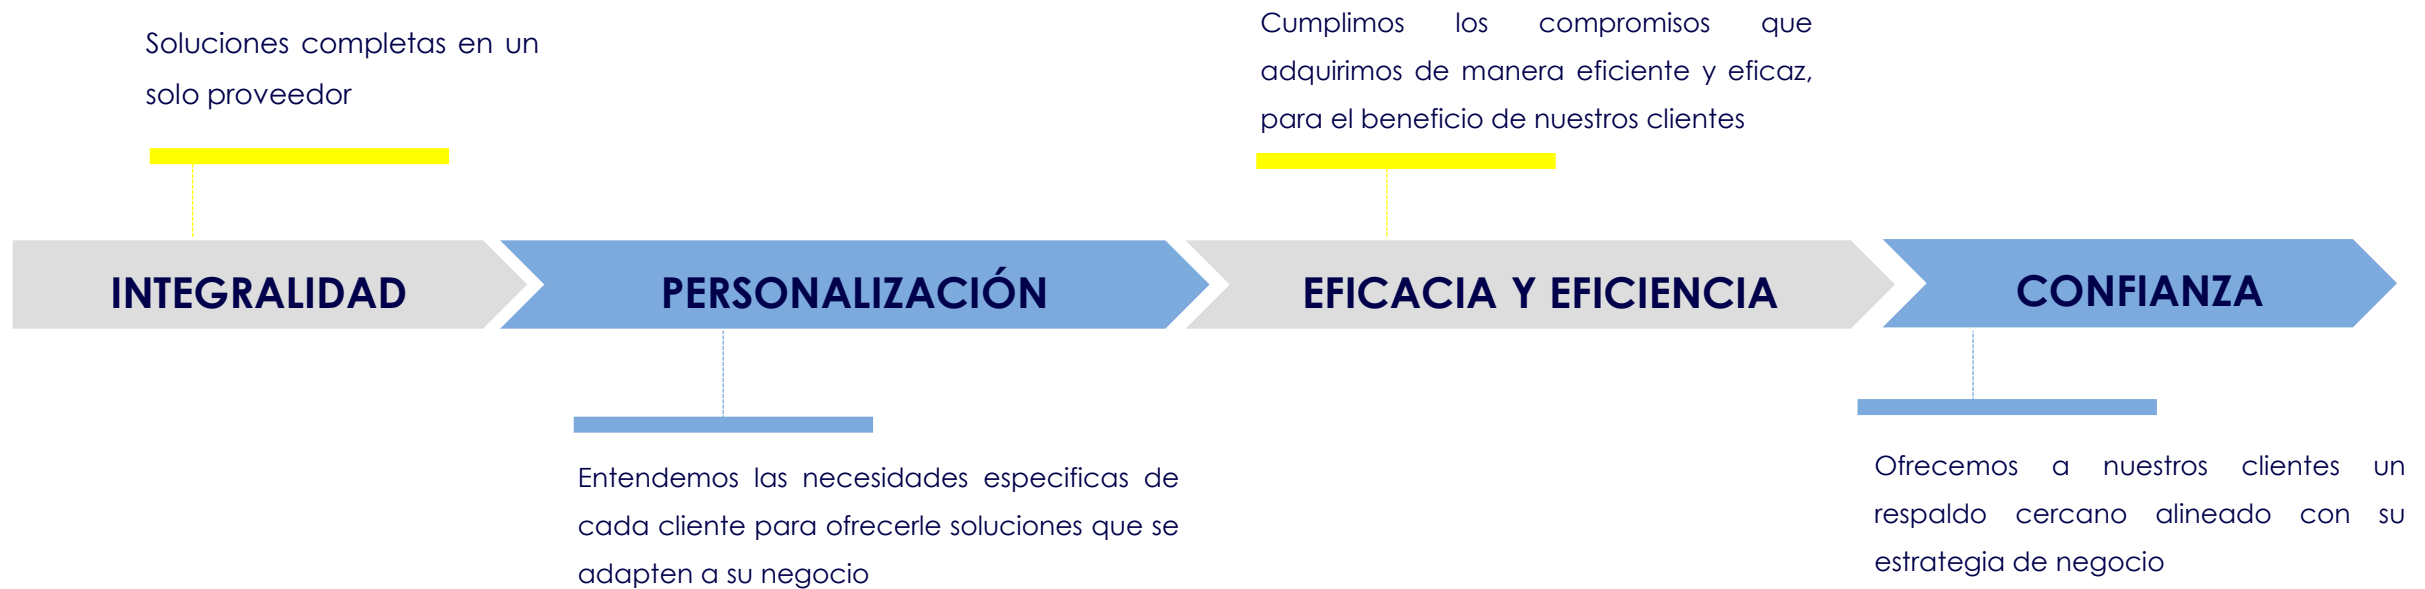 Soluciones completas en un
solo proveedor
Cumplimos los compromisos que
adquirimos de manera eficiente y eficaz,
para el beneficio de nuestros clientes
INTEGRALIDAD
PERSONALIZACIÓN
EFICACIA Y EFICIENCIA
CONFIANZA
Entendemos las necesidades especificas de
cada cliente para ofrecerle soluciones que se
adapten a su negocio
Ofrecemos a nuestros clientes un
respaldo cercano alineado con su
estrategia de negocio